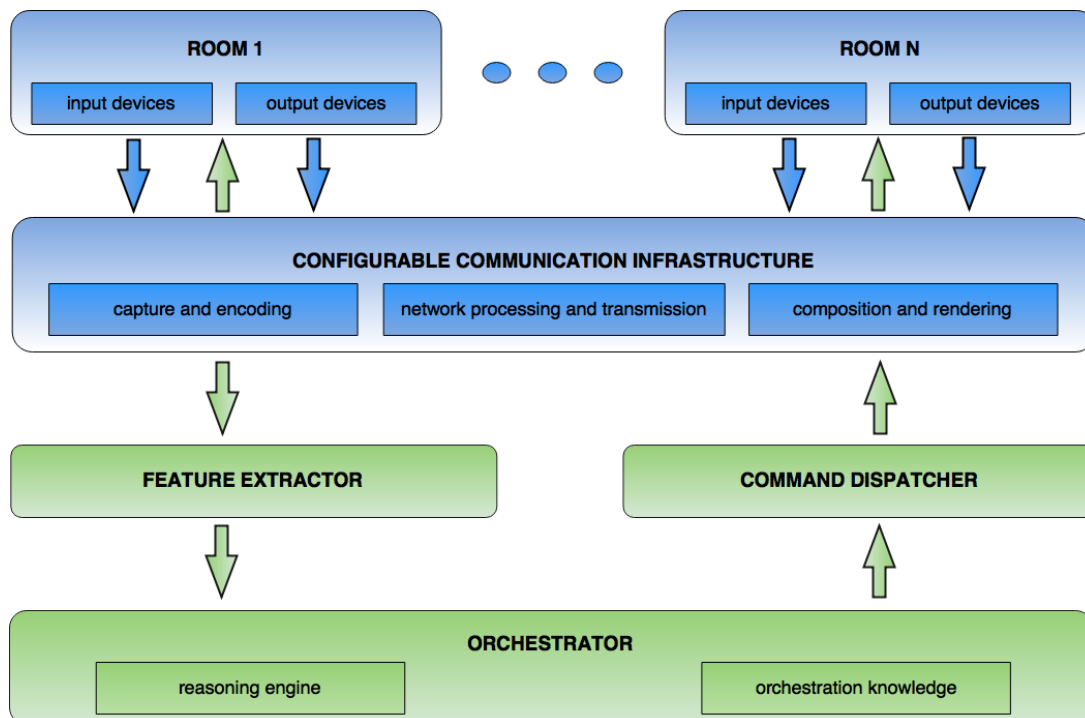 ROOM 1
ROOM N
input devices
output devices
input devices
output devices
CONFIGURABLE COMMUNICATION INFRASTRUCTURE
capture and encoding
network processing and transmission
composition and rendering
FEATURE EXTRACTOR
COMMAND DISPATCHER
ORCHESTRATOR
reasoning engine
orchestration knowledge